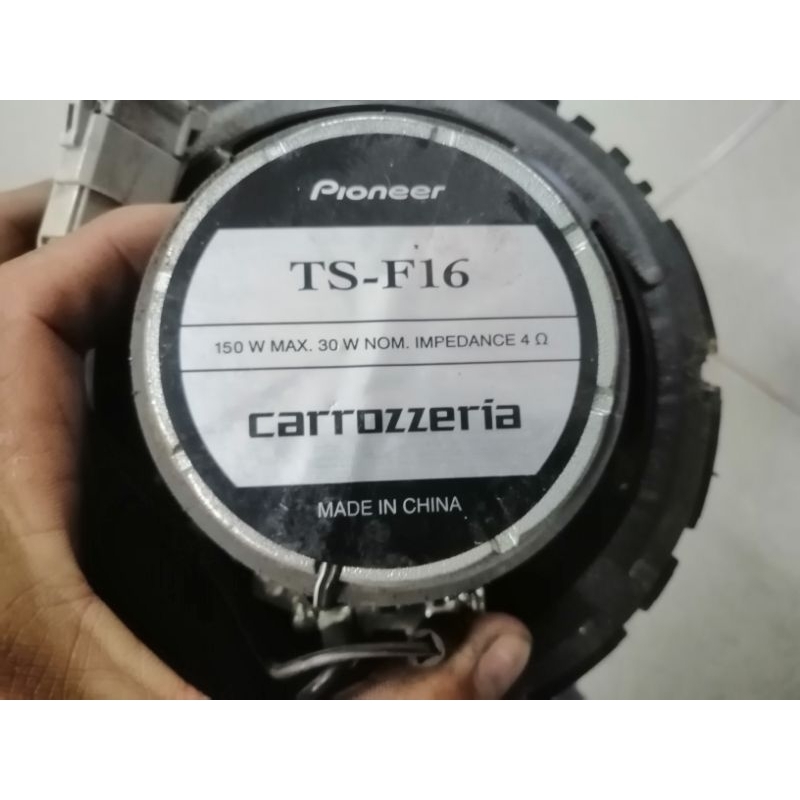 Pioneer
TS-F16
150 W MAX. 30 W NOM. IMPEDANCE 4 Ω
carrozzeria
MADE IN CHINA